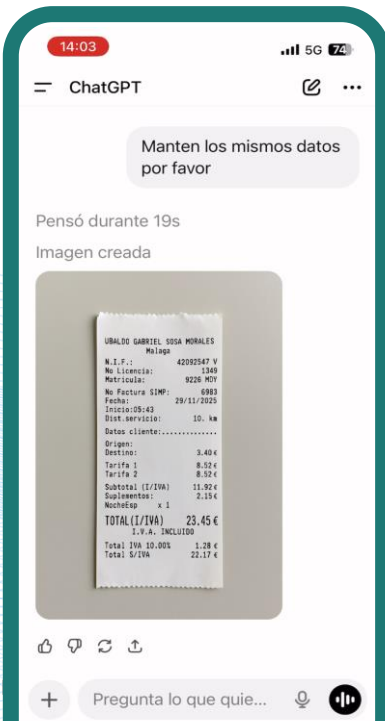 14:03
5G 74
ChatGPT
Manten los mismos datos
por favor
Pensó durante 19s
Imagen creada
UBALDO GABRIEL SOSA MORALES
Malaga
N.I.F.: 42092547 V
No Licencia: 1349
Matricula: 9226 MDY
No Factura SIMP: 6983
Fecha: 29/11/2025
Inicio:05:43
Dist.servicio: 10. km
Datos cliente:..............
Origen:
Destino: 3.40 €
Tarifa 1 8.52 €
Tarifa 2 8.52 €
Subtotal (I/IVA) 11.92 €
Suplementos: 2.15 €
NocheEsp x 1
TOTAL(I/IVA) 23.45 €
I.V.A. INCLUIDO
Total IVA 10.00% 1.28 €
Total S/IVA 22.17 €
Pregunta lo que quie...